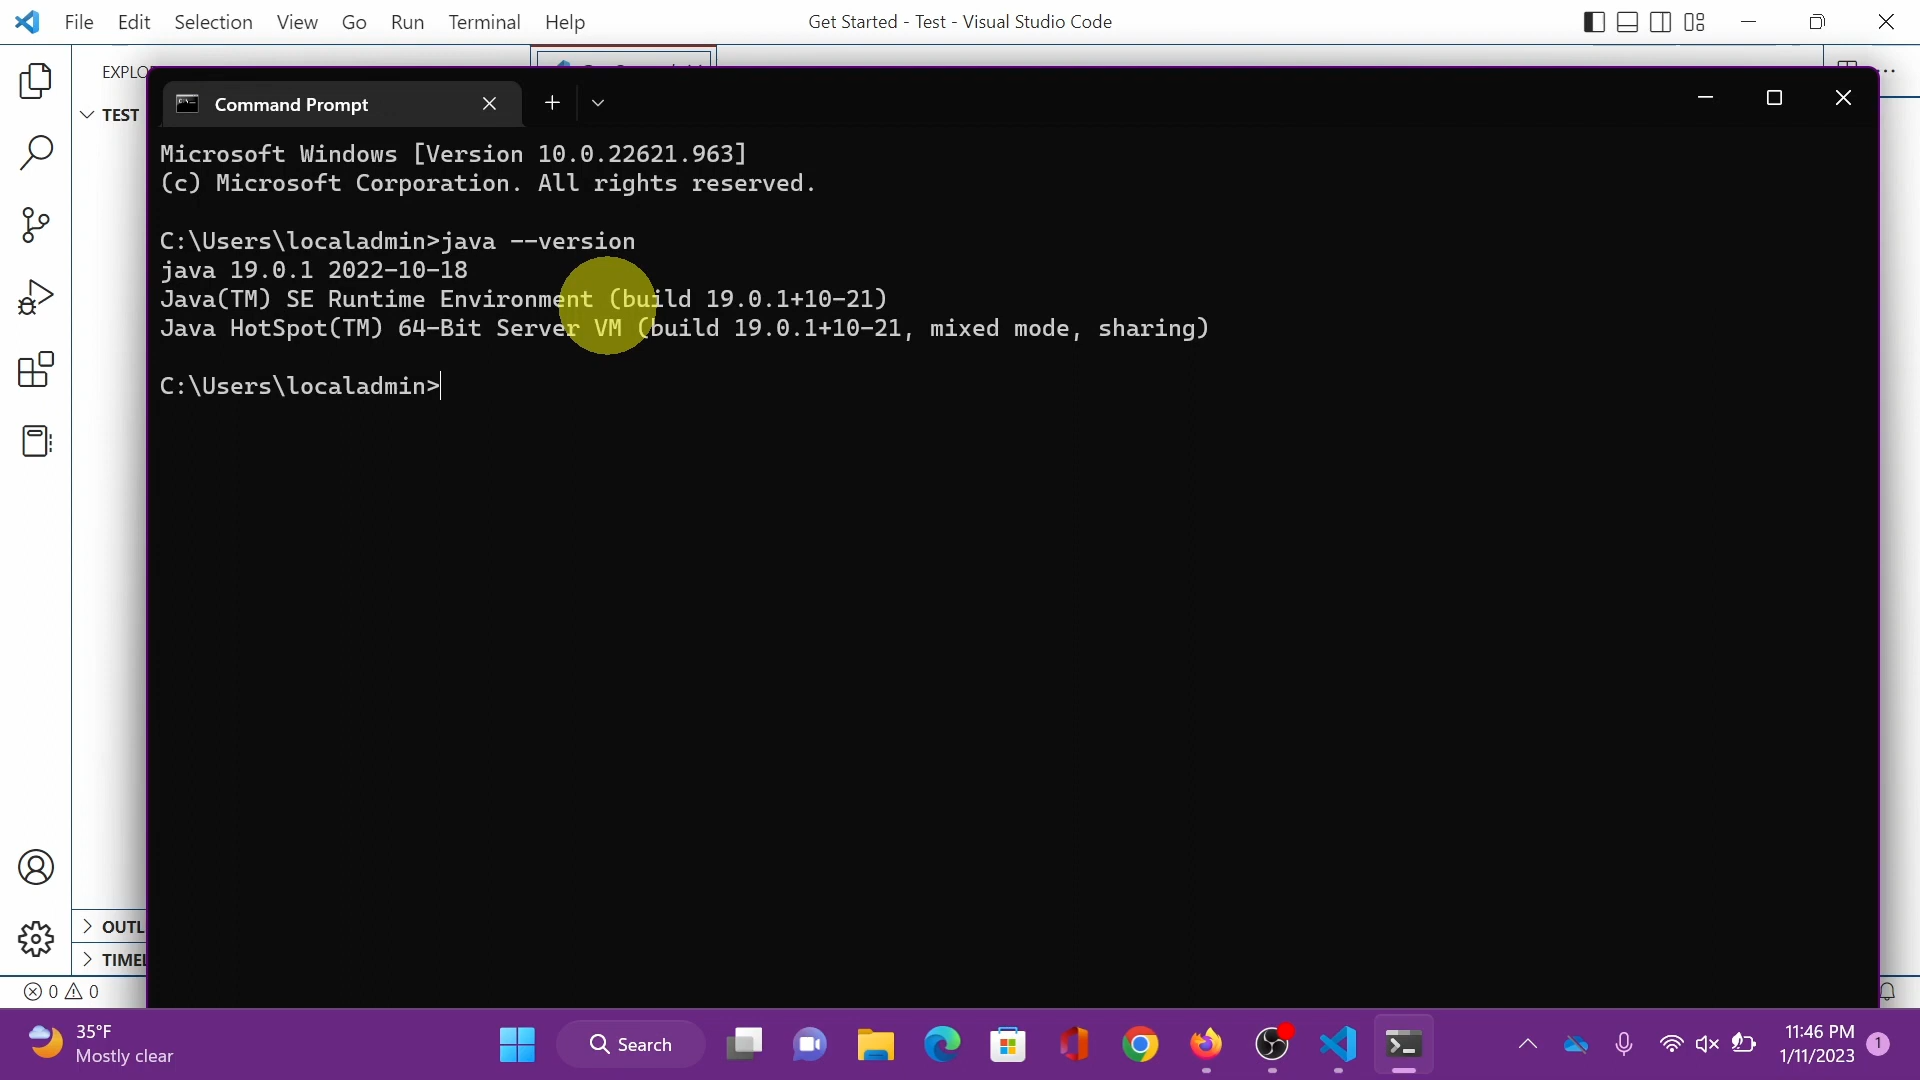 File Edit Selection View Go Run Terminal Help
Get Started - Test - Visual Studio Code
EXPLO
TEST
Command Prompt
Microsoft Windows [Version 10.0.22621.963]
(c) Microsoft Corporation. All rights reserved.
C:\Users\localadmin>java --version
java 19.0.1 2022-10-18
Java(TM) SE Runtime Environment (build 19.0.1+10-21)
Java HotSpot(TM) 64-Bit Server VM (build 19.0.1+10-21, mixed mode, sharing)
C:\Users\localadmin>
OUTL
TIME
0 0
35°F
Mostly clear
Search
11:46 PM
1/11/2023
1